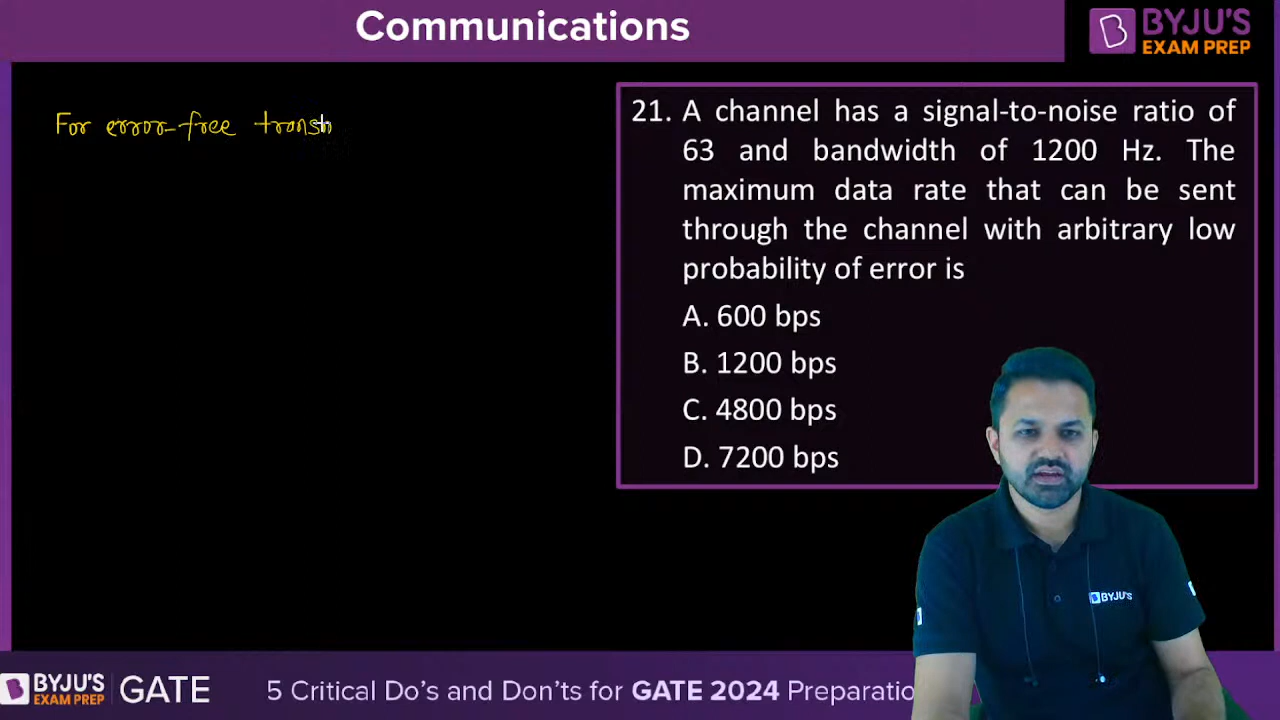 Communications
BYJU'S
EXAM PREP
For error-free transm
21. A channel has a signal-to-noise ratio of
63 and bandwidth of 1200 Hz. The
maximum data rate that can be sent
through the channel with arbitrary low
probability of error is
A. 600 bps
B. 1200 bps
C. 4800 bps
D. 7200 bps
BYJU'S
BYJU'S
EXAM PREP
GATE
5 Critical Do's and Don'ts for GATE 2024 Preparatio